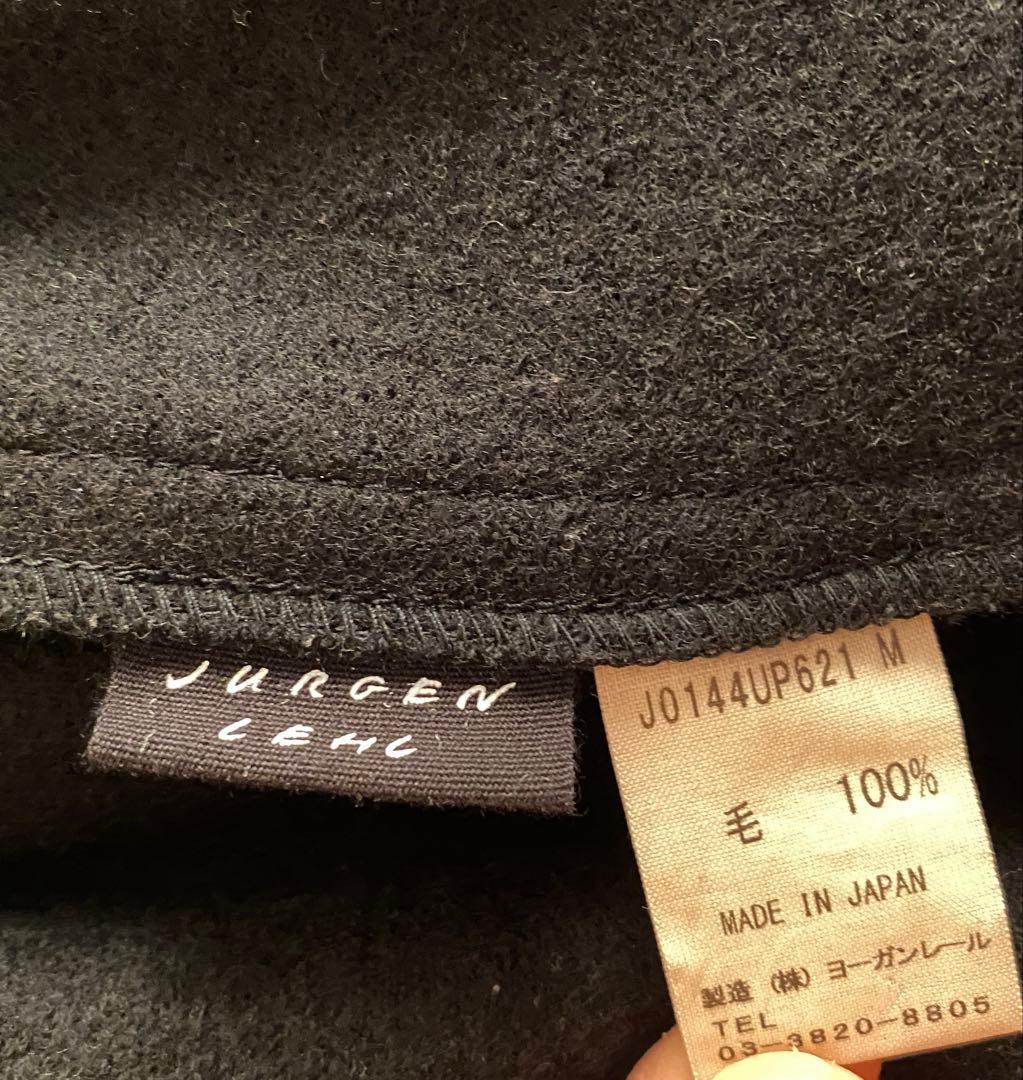 JURGEN
LEHL
J0144UP621 M
毛 100%
MADE IN JAPAN
製造 (株) ヨーガンレール
TEL
03-3820-8805